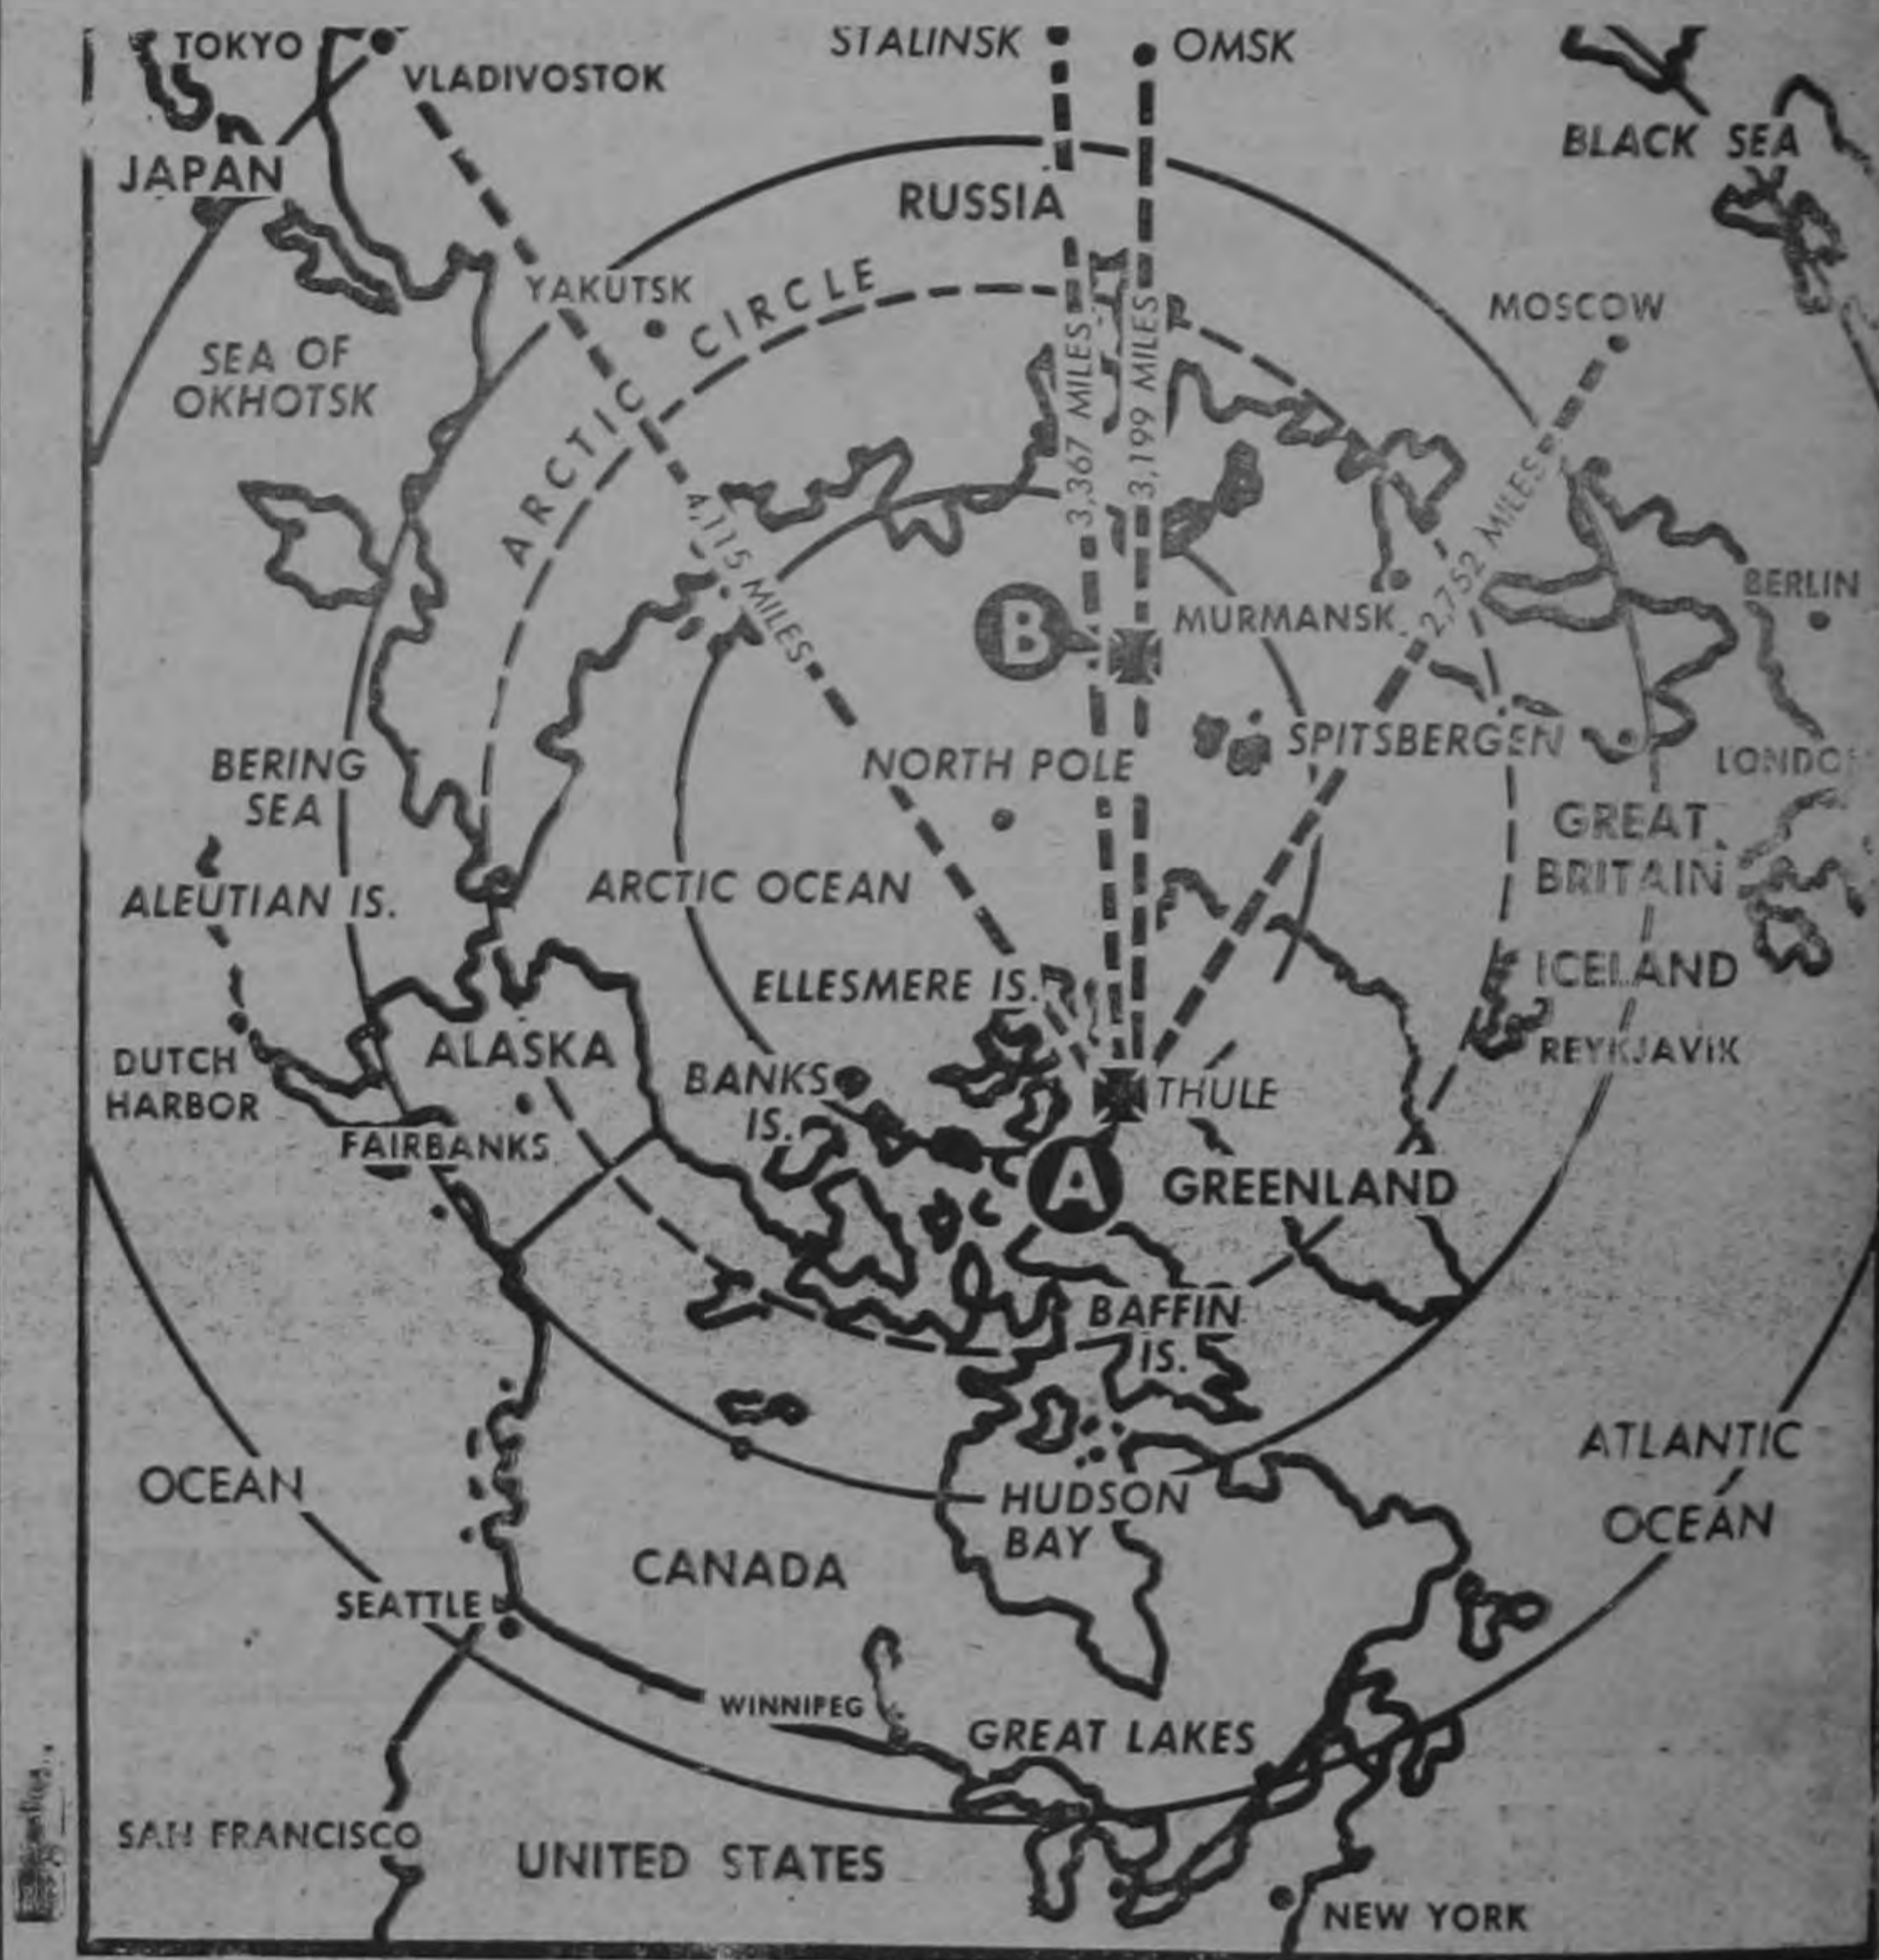 TOKYO
VLADIVOSTOK
STALINSK
OMSK
BLACK SEA
JAPAN
RUSSIA
YAKUTSK
MOSCOW
ARCTIC CIRCLE
SEA OF
OKHOTSK
4,115 MILES
3,367 MILES
3,199 MILES
2,752 MILES
BERLIN
B
MURMANSK
SPITSBERGEN
NORTH POLE
BERING
SEA
GREAT
BRITAIN
ARCTIC OCEAN
ALEUTIAN IS.
ELLESMERE IS.
ICELAND
REYKJAVIK
DUTCH
HARBOR
ALASKA
BANKS
IS.
THULE
FAIRBANKS
A
GREENLAND
BAFFIN
IS.
ATLANTIC
OCEAN
OCEAN
HUDSON
BAY
CANADA
SEATTLE
WINNIPEG
GREAT LAKES
SAN FRANCISCO
UNITED STATES
NEW YORK